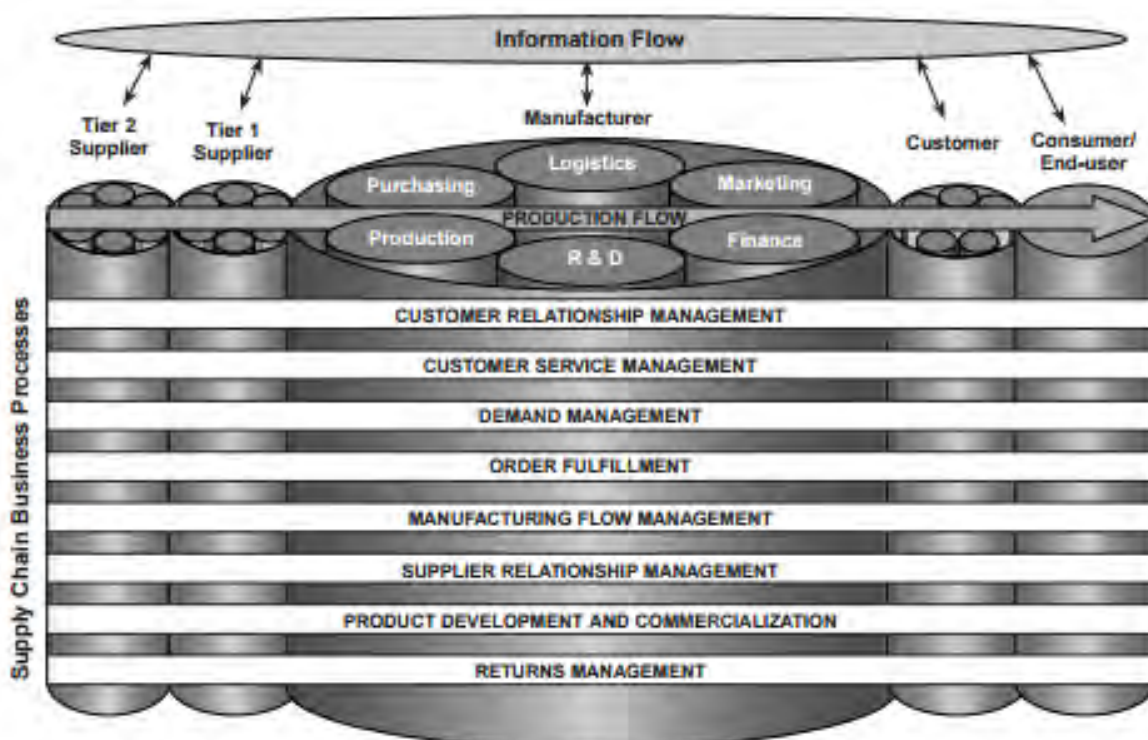 Information Flow
Tier 2
Supplier
Tier 1
Supplier
Manufacturer
Customer
Consumer/
End-user
Logistics
Purchasing
Marketing
PRODUCTION FLOW
Production
R & D
Finance
Supply Chain Business Processes
CUSTOMER RELATIONSHIP MANAGEMENT
CUSTOMER SERVICE MANAGEMENT
DEMAND MANAGEMENT
ORDER FULFILLMENT
MANUFACTURING FLOW MANAGEMENT
SUPPLIER RELATIONSHIP MANAGEMENT
PRODUCT DEVELOPMENT AND COMMERCIALIZATION
RETURNS MANAGEMENT